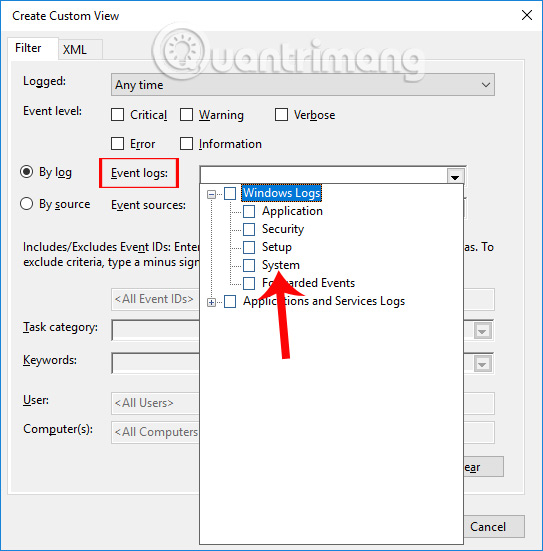 Create Custom View
Quantrimang
Filter XML
Logged: Any time
Event level: Critical Warning Verbose
Error Information
By log Event logs:
Windows Logs
By source Event sources:
Application
Security
Includes/Excludes Event IDs: Enter as. To
Setup
exclude criteria, type a minus sign
System
Forwarded Events
<All Event IDs>
Applications and Services Logs
Task category:
Keywords:
User: <All Users>
Computer(s): <All Computers
ear
Cancel